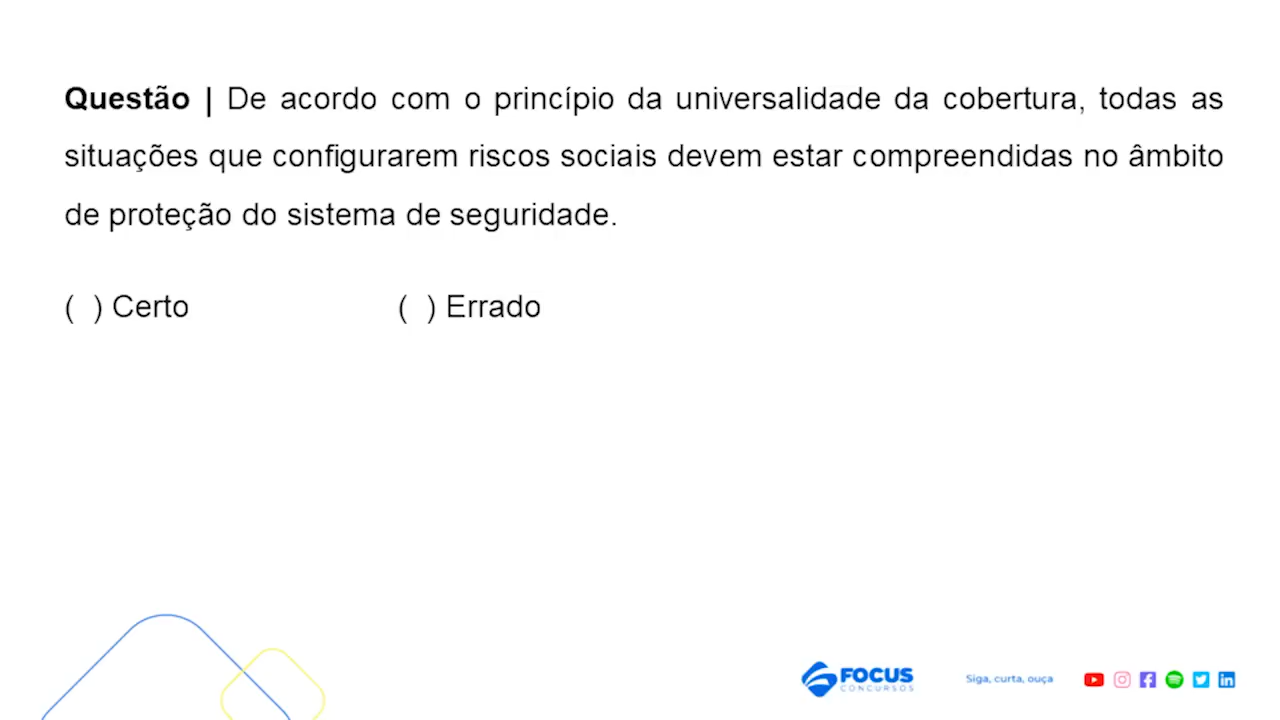 Questão | De acordo com o princípio da universalidade da cobertura, todas as
situações que configurarem riscos sociais devem estar compreendidas no âmbito
de proteção do sistema de seguridade.
( ) Certo ( ) Errado
FOCUS
CONCURSOS
Siga, curta, ouça